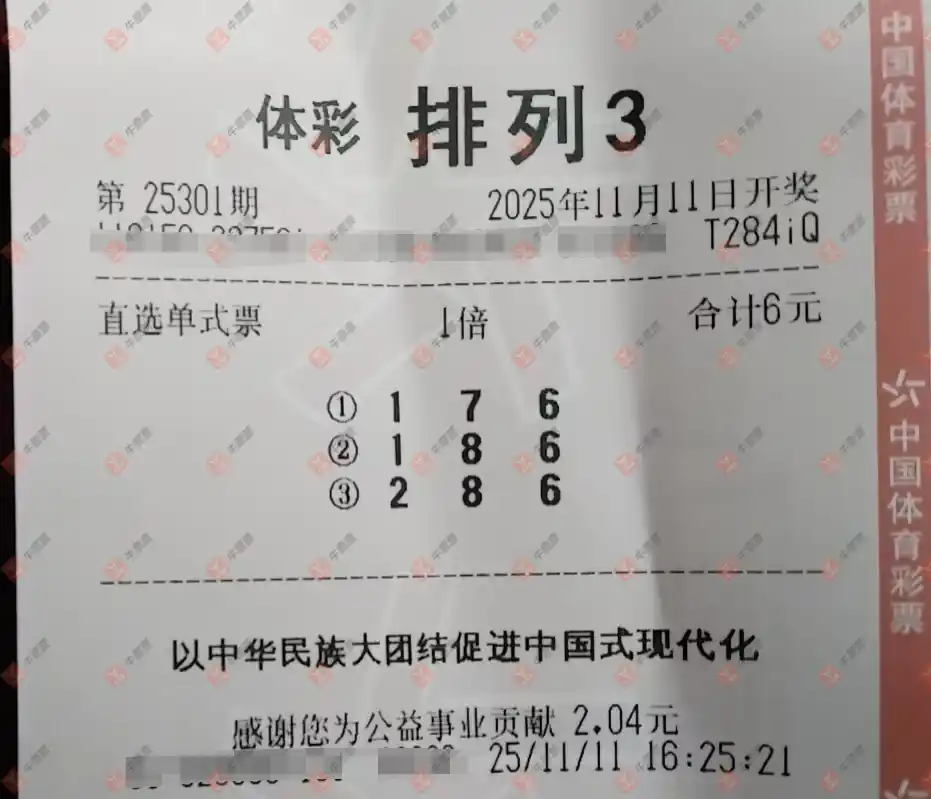 体彩 排列3
第 25301期 2025年11月11日开奖
T284iQ
直选单式票 1倍 合计6元
① 1 7 6
② 1 8 6
③ 2 8 6
以中华民族大团结促进中国式现代化
感谢您为公益事业贡献 2.04元
25/11/11 16:25:21
中国体育彩票
中国体育彩票